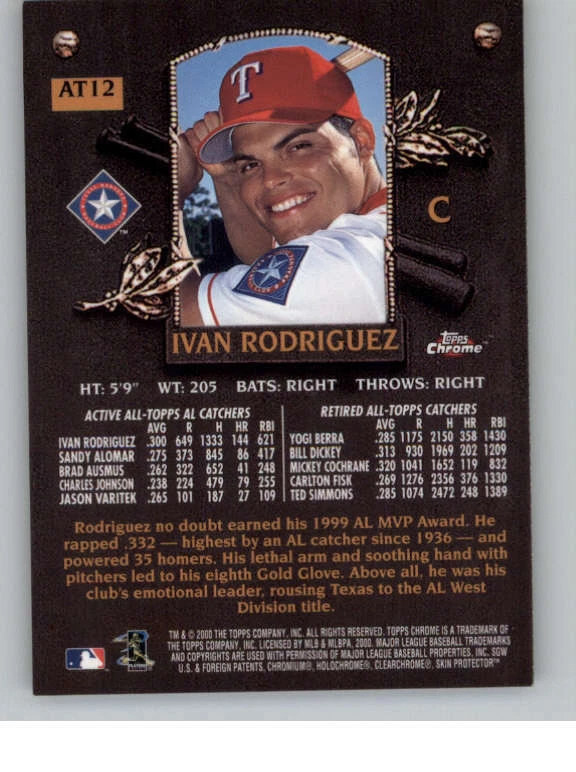 AT12
T
TEXAS RANGERS
BASEBALL CLUB
TM
C
IVAN RODRIGUEZ
Topps
Chrome™
HT: 5'9" WT: 205 BATS: RIGHT THROWS: RIGHT
ACTIVE ALL-TOPPS AL CATCHERS
AVG R H HR RBI
IVAN RODRIGUEZ .300 649 1333 144 621
SANDY ALOMAR .275 373 845 86 417
BRAD AUSMUS .262 322 652 41 248
CHARLES JOHNSON .238 224 479 79 255
JASON VARITEK .265 101 187 27 109
RETIRED ALL-TOPPS CATCHERS
AVG R H HR RBI
YOGI BERRA .285 1175 2150 358 1430
BILL DICKEY .313 930 1969 202 1209
MICKEY COCHRANE .320 1041 1652 119 832
CARLTON FISK .269 1276 2356 376 1330
TED SIMMONS .285 1074 2472 248 1389
Rodriguez no doubt earned his 1999 AL MVP Award. He
rapped .332 — highest by an AL catcher since 1936 — and
powered 35 homers. His lethal arm and soothing hand with
pitchers led to his eighth Gold Glove. Above all, he was his
club's emotional leader, rousing Texas to the AL West
Division title.
TM & © 2000 THE TOPPS COMPANY, INC. ALL RIGHTS RESERVED. TOPPS CHROME IS A TRADEMARK OF
THE TOPPS COMPANY, INC. LICENSED BY MLB & MLBPA, 2000. MAJOR LEAGUE BASEBALL TRADEMARKS
AND COPYRIGHTS ARE USED WITH PERMISSION OF MAJOR LEAGUE BASEBALL PROPERTIES, INC. SGW
U.S. & FOREIGN PATENTS. CHROMIUM®, HOLOCHROME®, CLEARCHROME®, SKIN PROTECTOR™